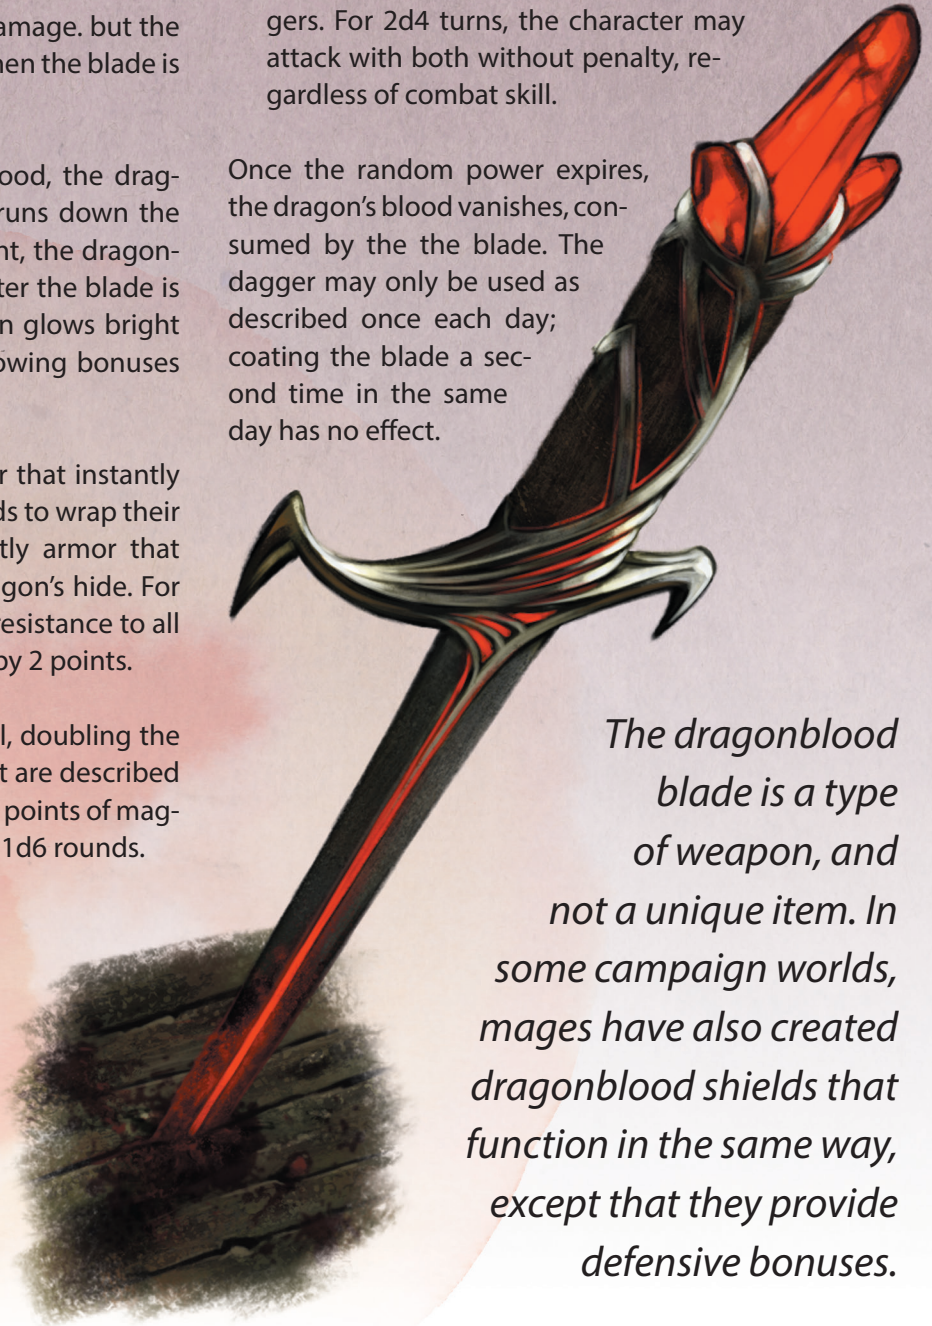 amage. but the
hen the blade is
ood, the drag-
runs down the
nt, the dragon-
ter the blade is
n glows bright
owing bonuses
r that instantly
ds to wrap their
tly armor that
gon’s hide. For
resistance to all
by 2 points.
l, doubling the
t are described
points of mag-
1d6 rounds.
gers. For 2d4 turns, the character may
attack with both without penalty, re-
gardless of combat skill.
Once the random power expires,
the dragon’s blood vanishes, con-
sumed by the the blade. The
dagger may only be used as
described once each day;
coating the blade a sec-
ond time in the same
day has no effect.
The dragonblood
blade is a type
of weapon, and
not a unique item. In
some campaign worlds,
mages have also created
dragonblood shields that
function in the same way,
except that they provide
defensive bonuses.